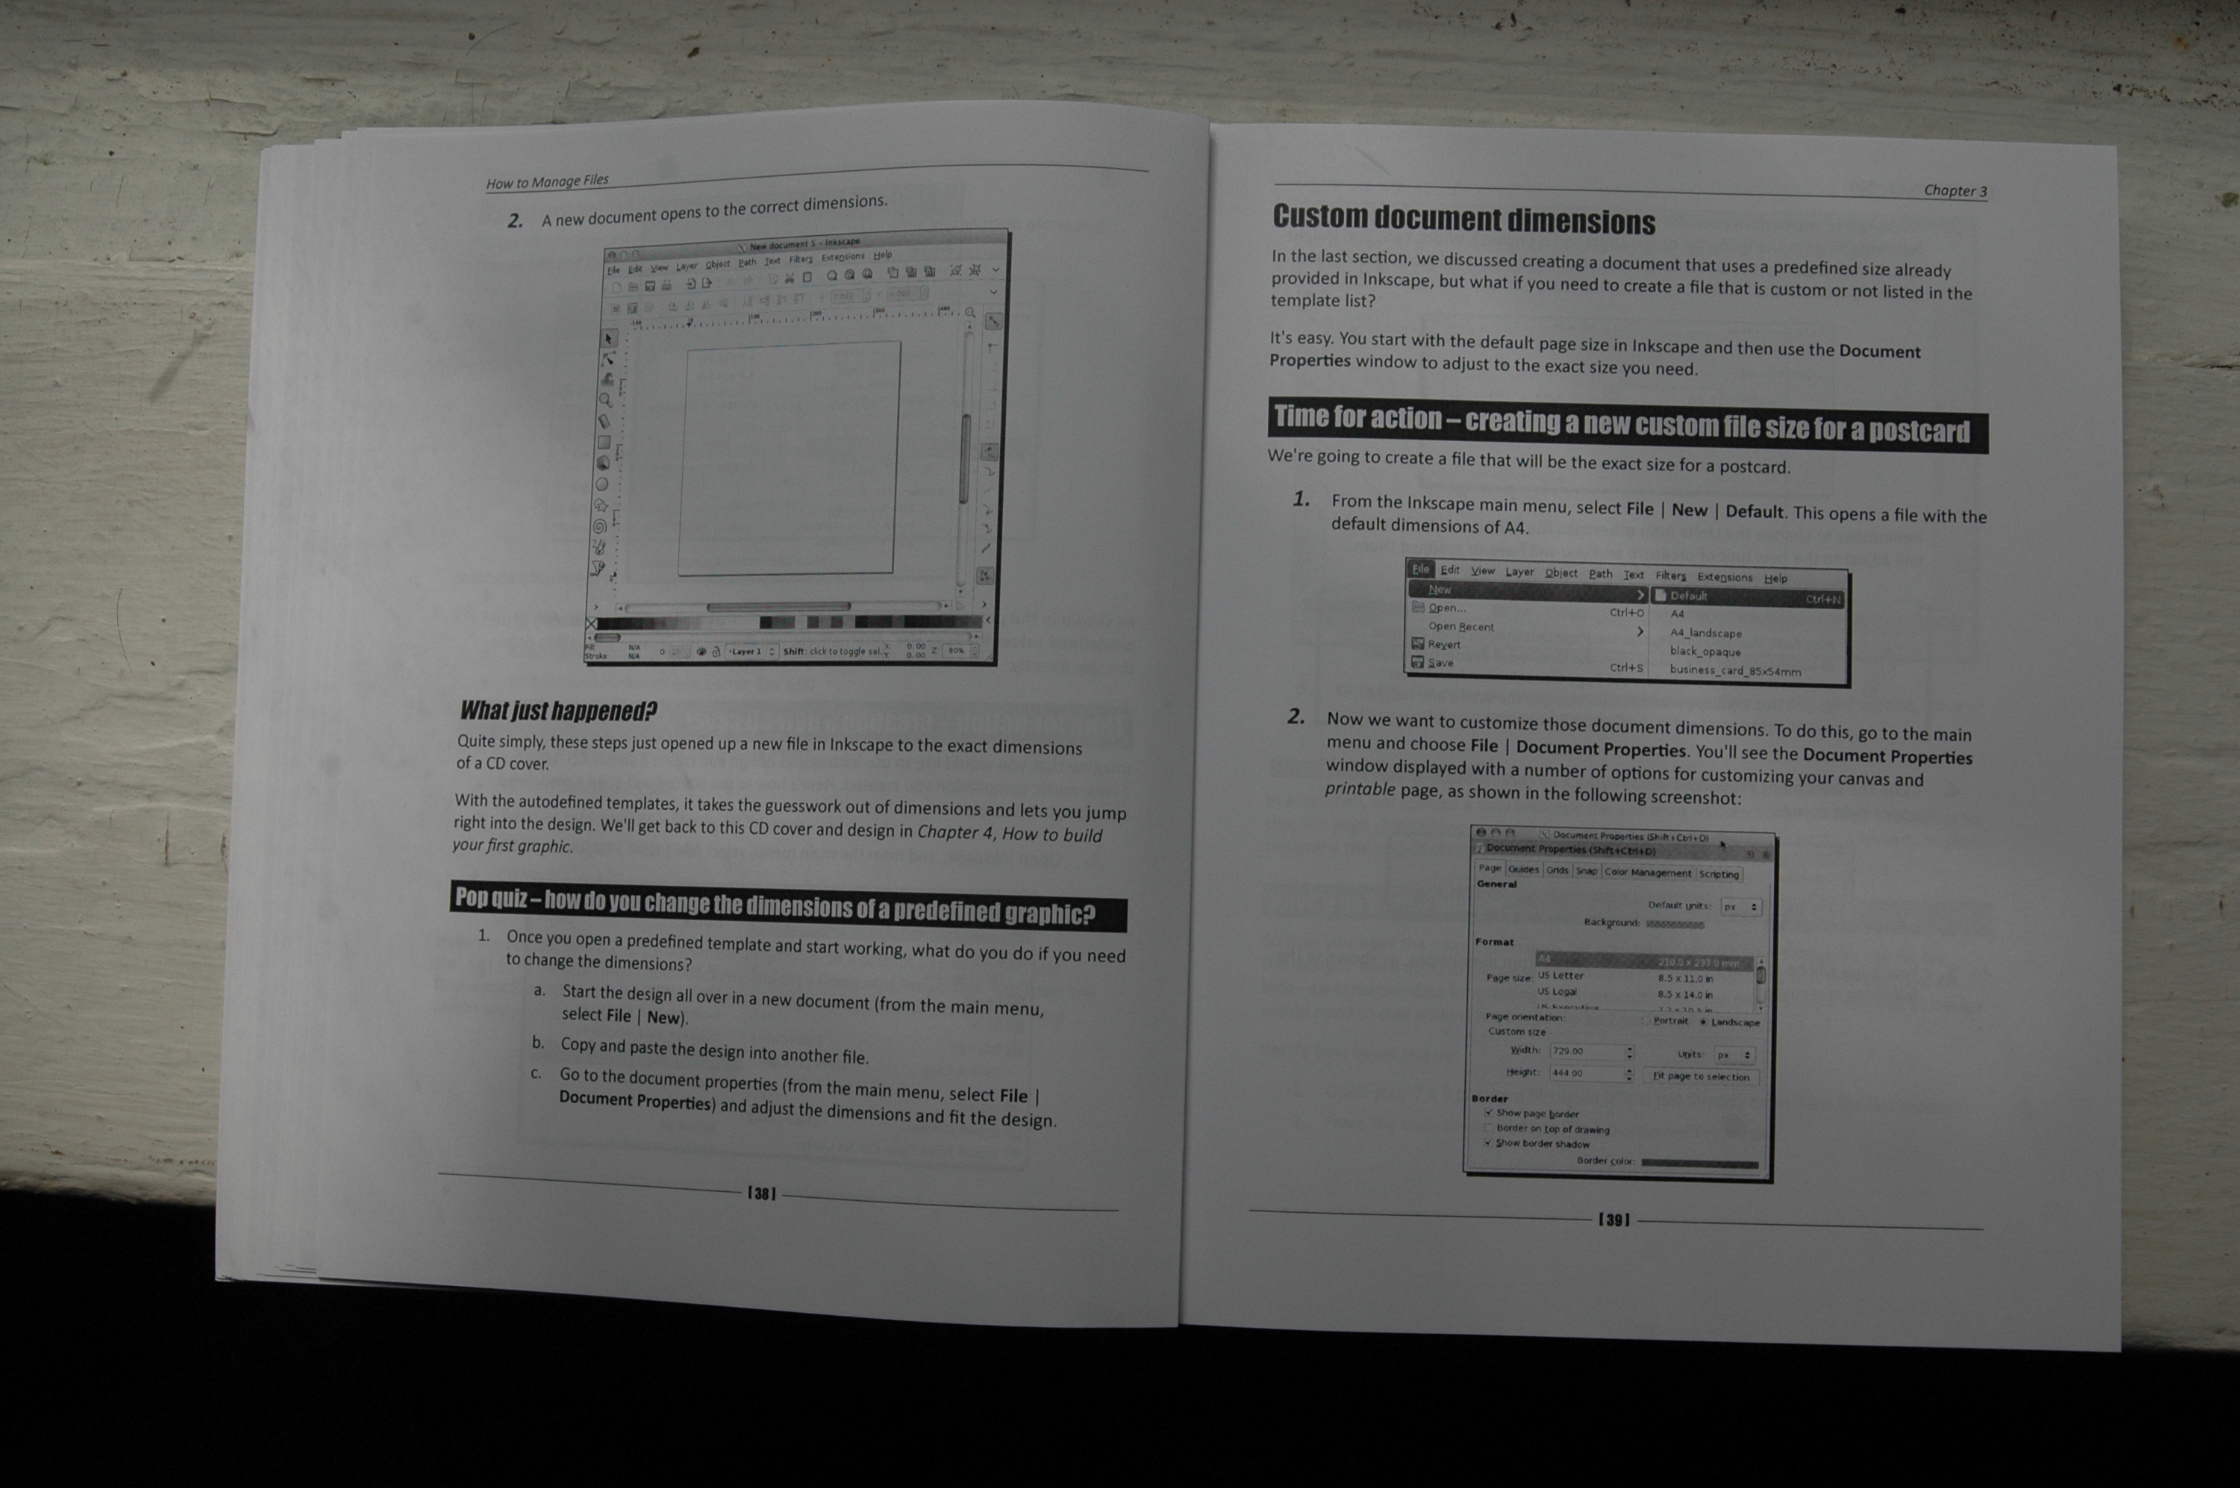 How to Manage Files
2. A new document opens to the correct dimensions.
New document 5 - Inkscape
File Edit View Layer Object Path Text Filters Extensions Help
Fill: N/A
Stroke: N/A
Layer 1
Shift: click to toggle sel
X: 0.00
Y: 0.00
Z: 80%
What just happened?
Quite simply, these steps just opened up a new file in Inkscape to the exact dimensions
of a CD cover.
With the autodefined templates, it takes the guesswork out of dimensions and lets you jump
right into the design. We'll get back to this CD cover and design in Chapter 4, How to build
your first graphic.
Pop quiz – how do you change the dimensions of a predefined graphic?
1. Once you open a predefined template and start working, what do you do if you need
to change the dimensions?
a. Start the design all over in a new document (from the main menu,
select File | New).
b. Copy and paste the design into another file.
c. Go to the document properties (from the main menu, select File |
Document Properties) and adjust the dimensions and fit the design.
[ 38 ]
Chapter 3
Custom document dimensions
In the last section, we discussed creating a document that uses a predefined size already
provided in Inkscape, but what if you need to create a file that is custom or not listed in the
template list?
It's easy. You start with the default page size in Inkscape and then use the Document
Properties window to adjust to the exact size you need.
Time for action – creating a new custom file size for a postcard
We're going to create a file that will be the exact size for a postcard.
1. From the Inkscape main menu, select File | New | Default. This opens a file with the
default dimensions of A4.
File Edit View Layer Object Path Text Filters Extensions Help
New > Default Ctrl+N
Open... Ctrl+O A4
Open Recent > A4_landscape
Revert black_opaque
Save Ctrl+S business_card_85x54mm
2. Now we want to customize those document dimensions. To do this, go to the main
menu and choose File | Document Properties. You'll see the Document Properties
window displayed with a number of options for customizing your canvas and
printable page, as shown in the following screenshot:
Document Properties (Shift+Ctrl+D)
Document Properties (Shift+Ctrl+D)
Page Guides Grids Snap Color Management Scripting
General
Default units: px
Background:
Format
A4 210.0 x 297.0 mm
Page size: US Letter 8.5 x 11.0 in
US Legal 8.5 x 14.0 in
Page orientation: Portrait Landscape
Custom size
Width: 729.00 Units: px
Height: 444.00 Fit page to selection
Border
Show page border
Border on top of drawing
Show border shadow
Border color:
[ 39 ]